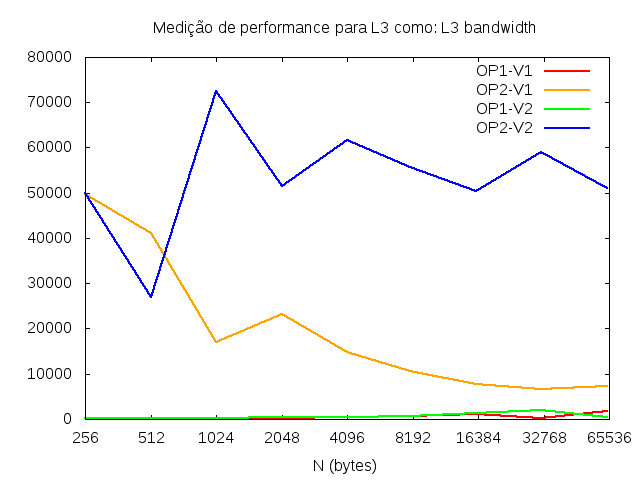 Medição de performance para L3 como: L3 bandwidth
80000
70000
60000
50000
40000
30000
20000
10000
0
OP1-V1
OP2-V1
OP1-V2
OP2-V2
256 512 1024 2048 4096 8192 16384 32768 65536
N (bytes)